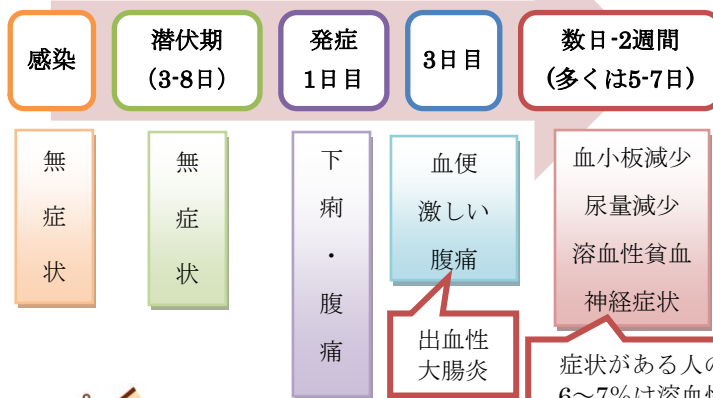 感染
潜伏期
（3-8日）
発症
1日目
3日目
数日-2週間
(多くは5-7日)
無
症
状
無
症
状
下
痢
・
腹
痛
血便
激しい
腹痛
血小板減少
尿量減少
溶血性貧血
神経症状
出血性
大腸炎
症状がある人の
6～7%は溶血性